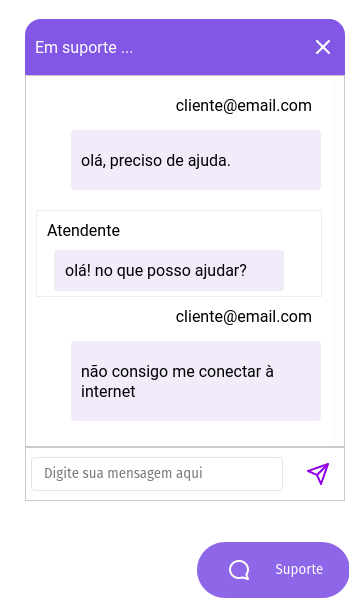 Em suporte ...
cliente@email.com
olá, preciso de ajuda.
Atendente
olá! no que posso ajudar?
cliente@email.com
não consigo me conectar à
internet
Digite sua mensagem aqui
Suporte